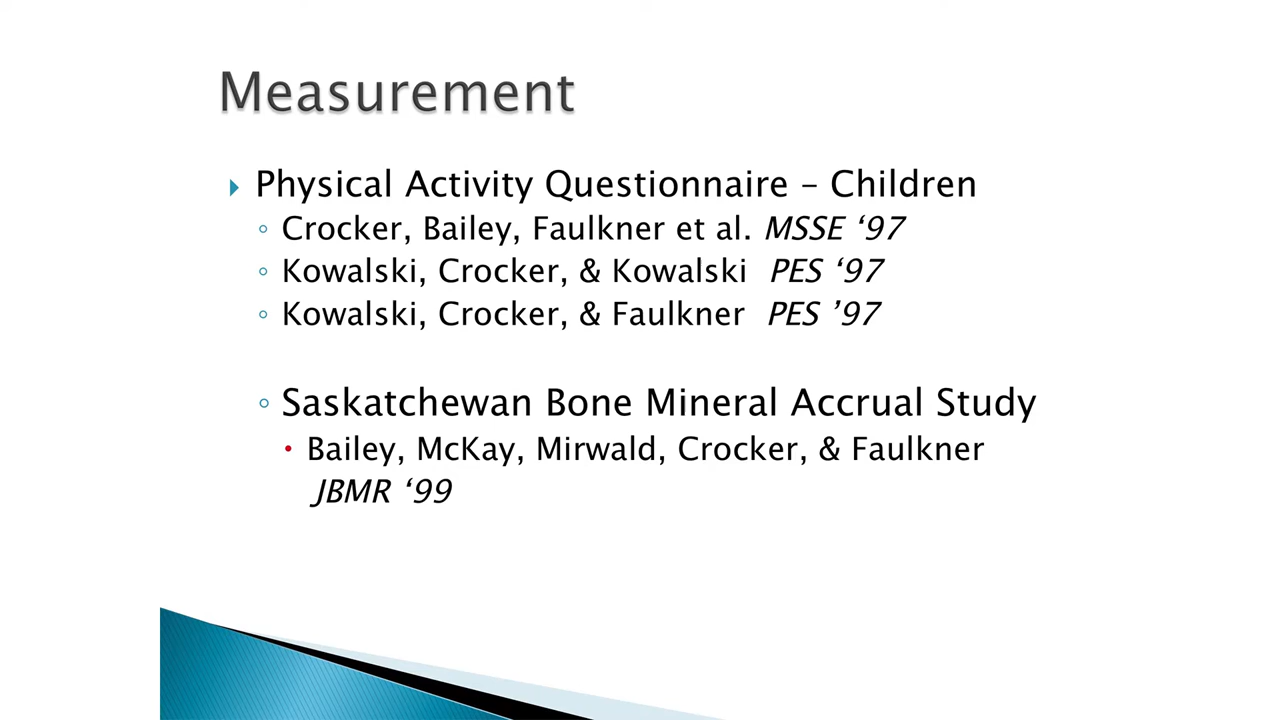 Measurement
Physical Activity Questionnaire – Children
Crocker, Bailey, Faulkner et al. MSSE ‘97
Kowalski, Crocker, & Kowalski PES ‘97
Kowalski, Crocker, & Faulkner PES ’97
Saskatchewan Bone Mineral Accrual Study
Bailey, McKay, Mirwald, Crocker, & Faulkner
JBMR ‘99